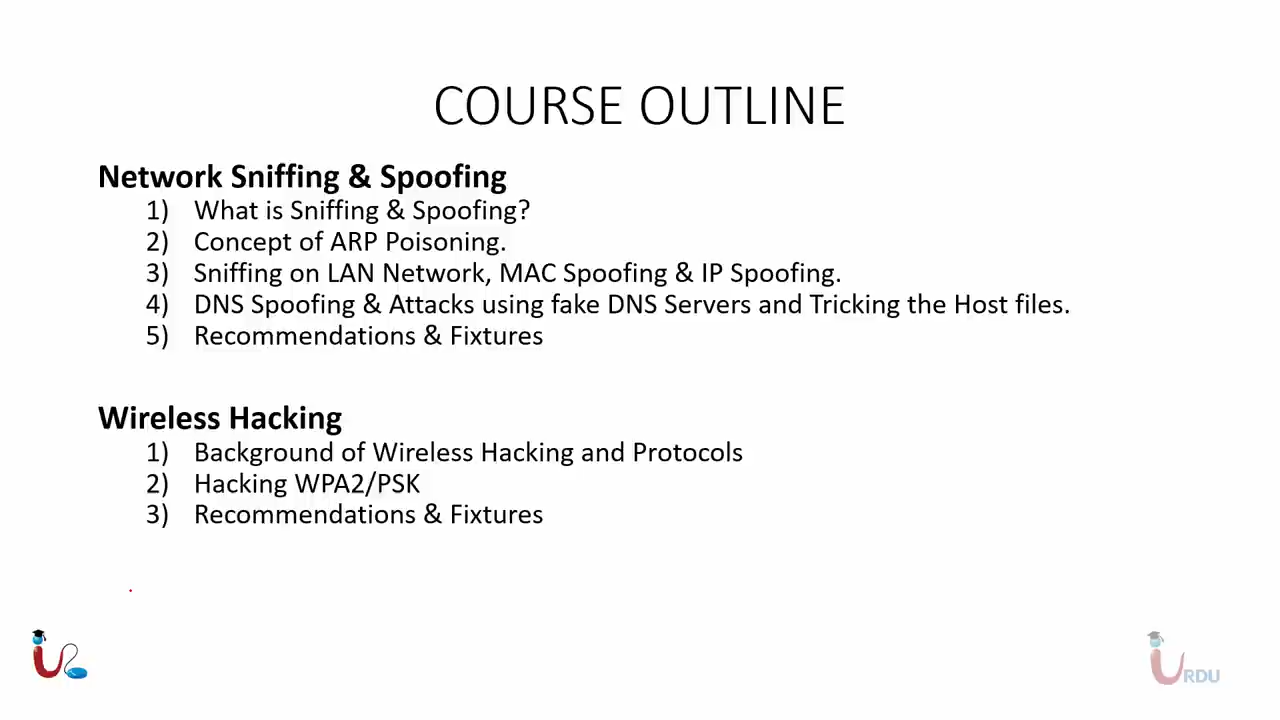 COURSE OUTLINE
Network Sniffing & Spoofing
1) What is Sniffing & Spoofing?
2) Concept of ARP Poisoning.
3) Sniffing on LAN Network, MAC Spoofing & IP Spoofing.
4) DNS Spoofing & Attacks using fake DNS Servers and Tricking the Host files.
5) Recommendations & Fixtures
Wireless Hacking
1) Background of Wireless Hacking and Protocols
2) Hacking WPA2/PSK
3) Recommendations & Fixtures
iU
iURDU